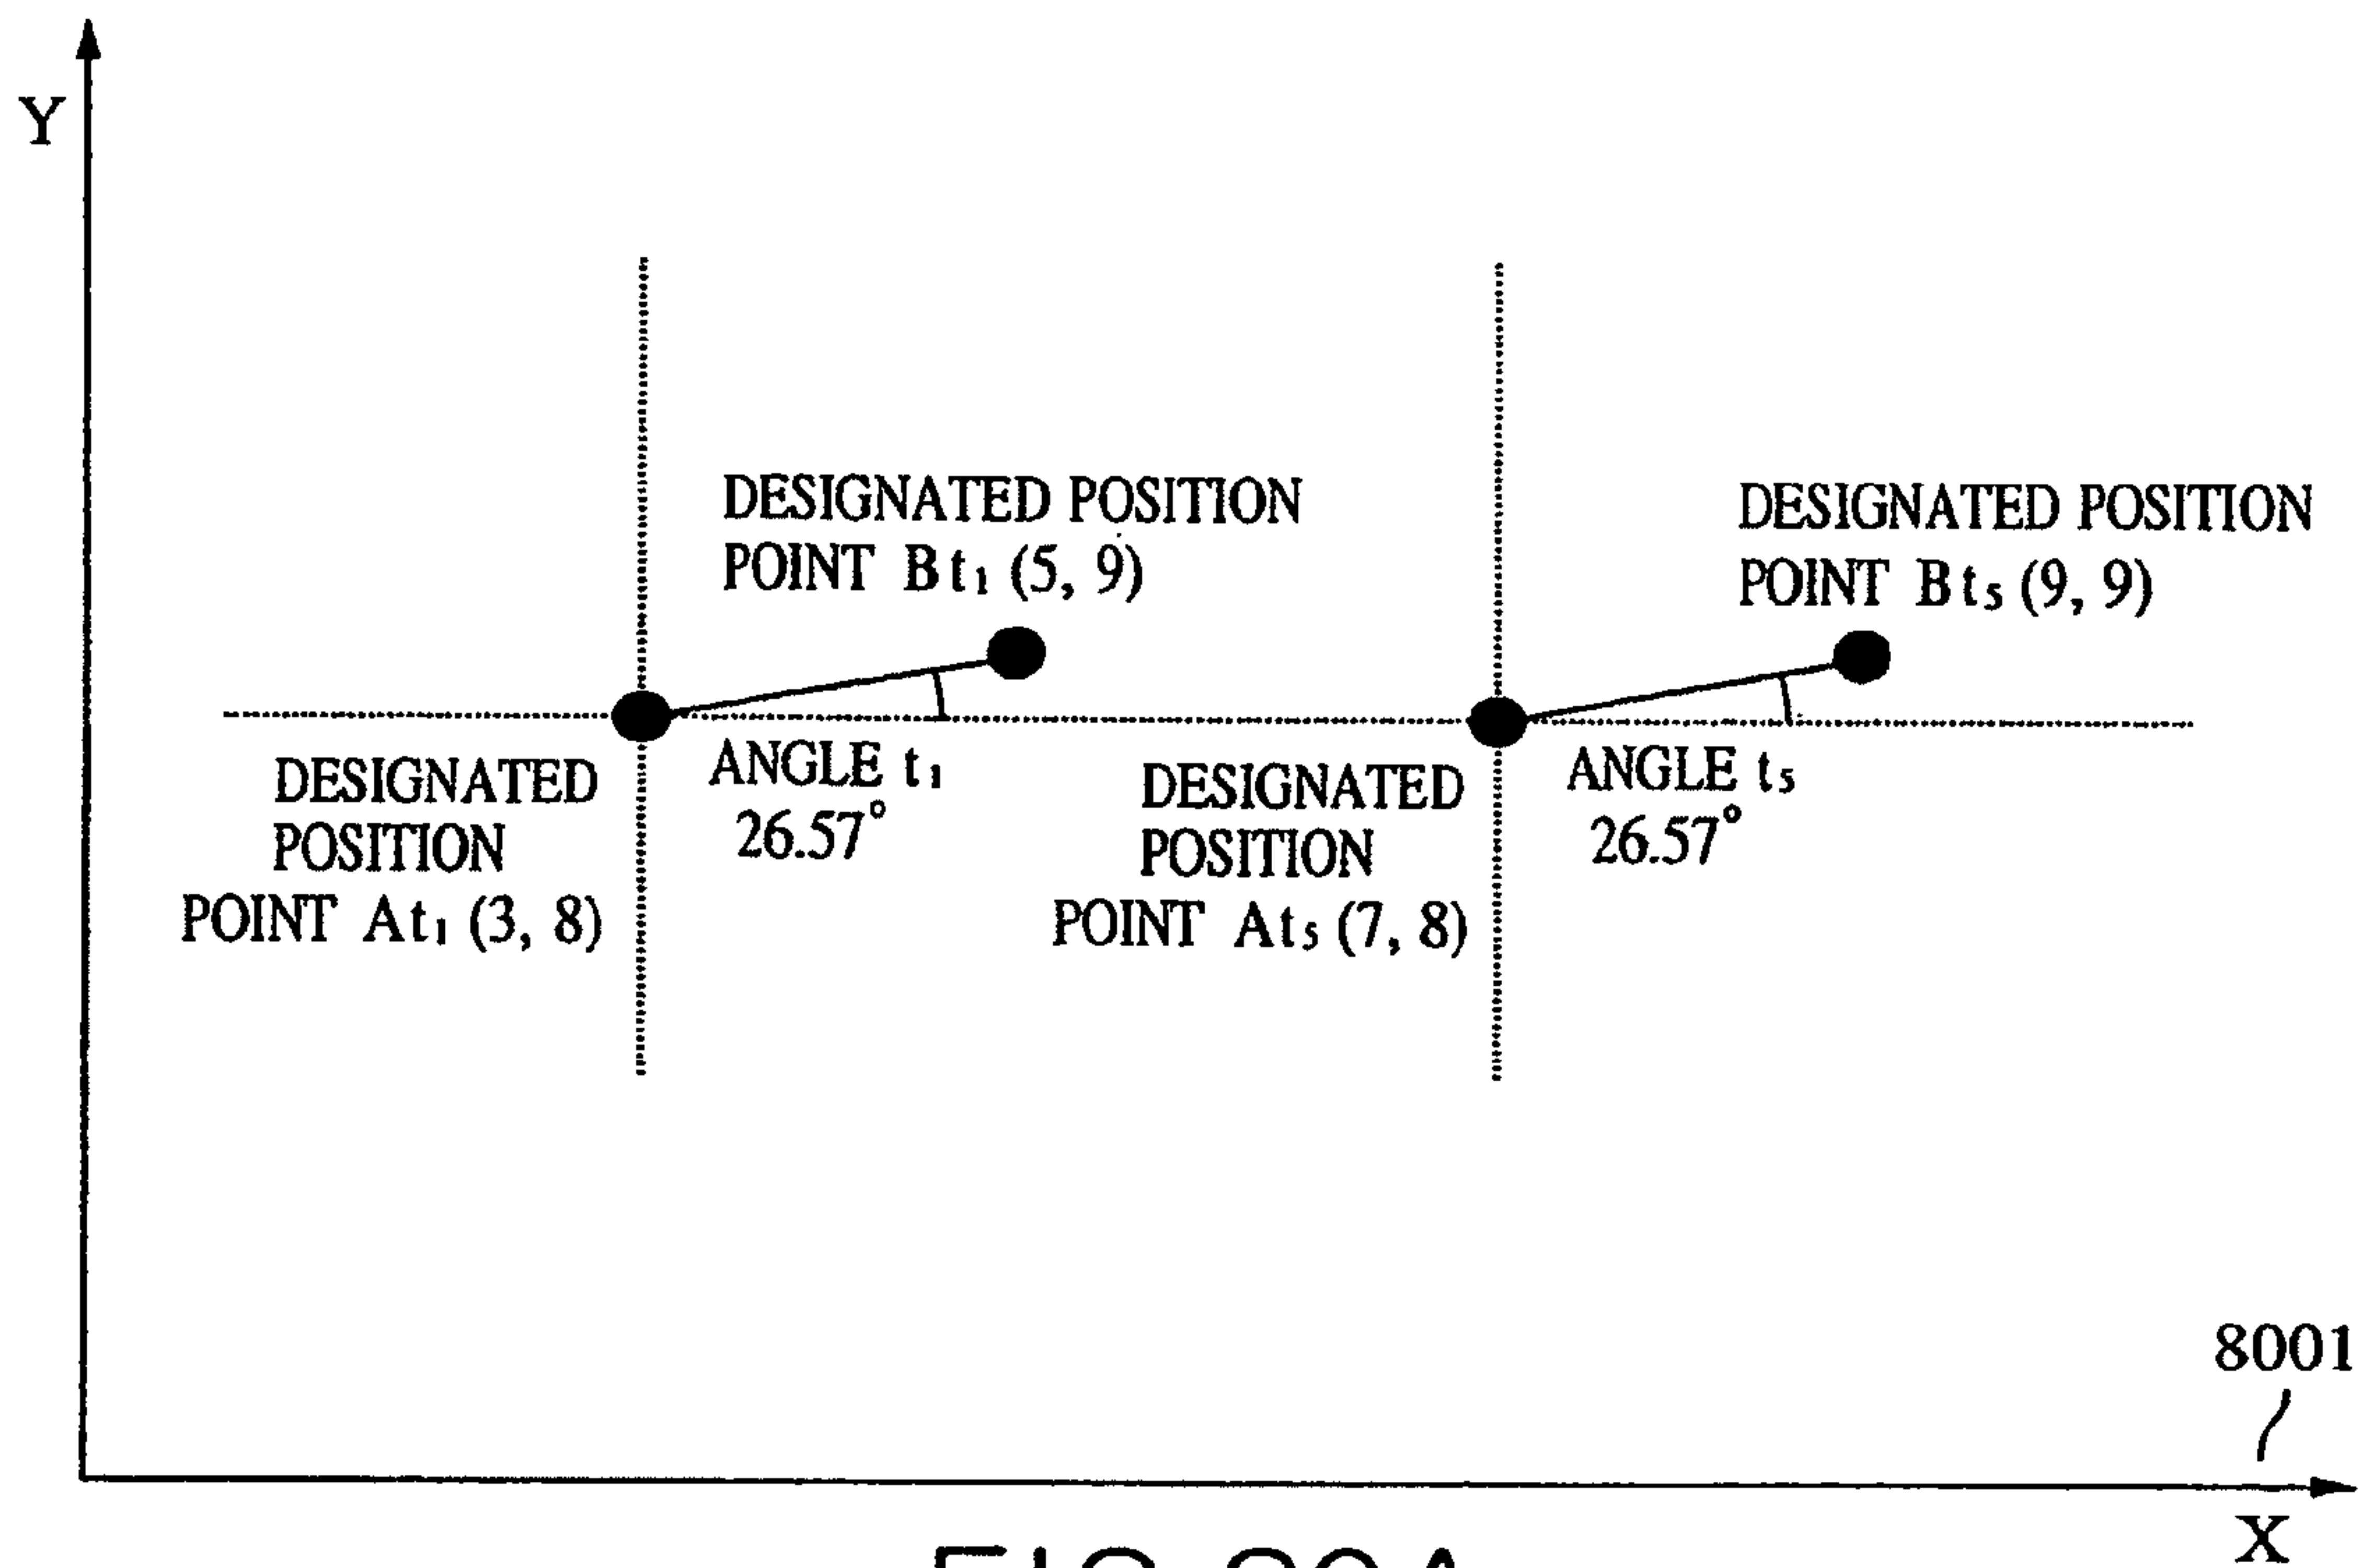 Y
DESIGNATED POSITION
POINT Bt₁ (5, 9)
DESIGNATED POSITION
POINT Bt₅ (9, 9)
DESIGNATED
POSITION
POINT At₁ (3, 8)
ANGLE t₁
26.57°
DESIGNATED
POSITION
POINT At₅ (7, 8)
ANGLE t₅
26.57°
8001
X